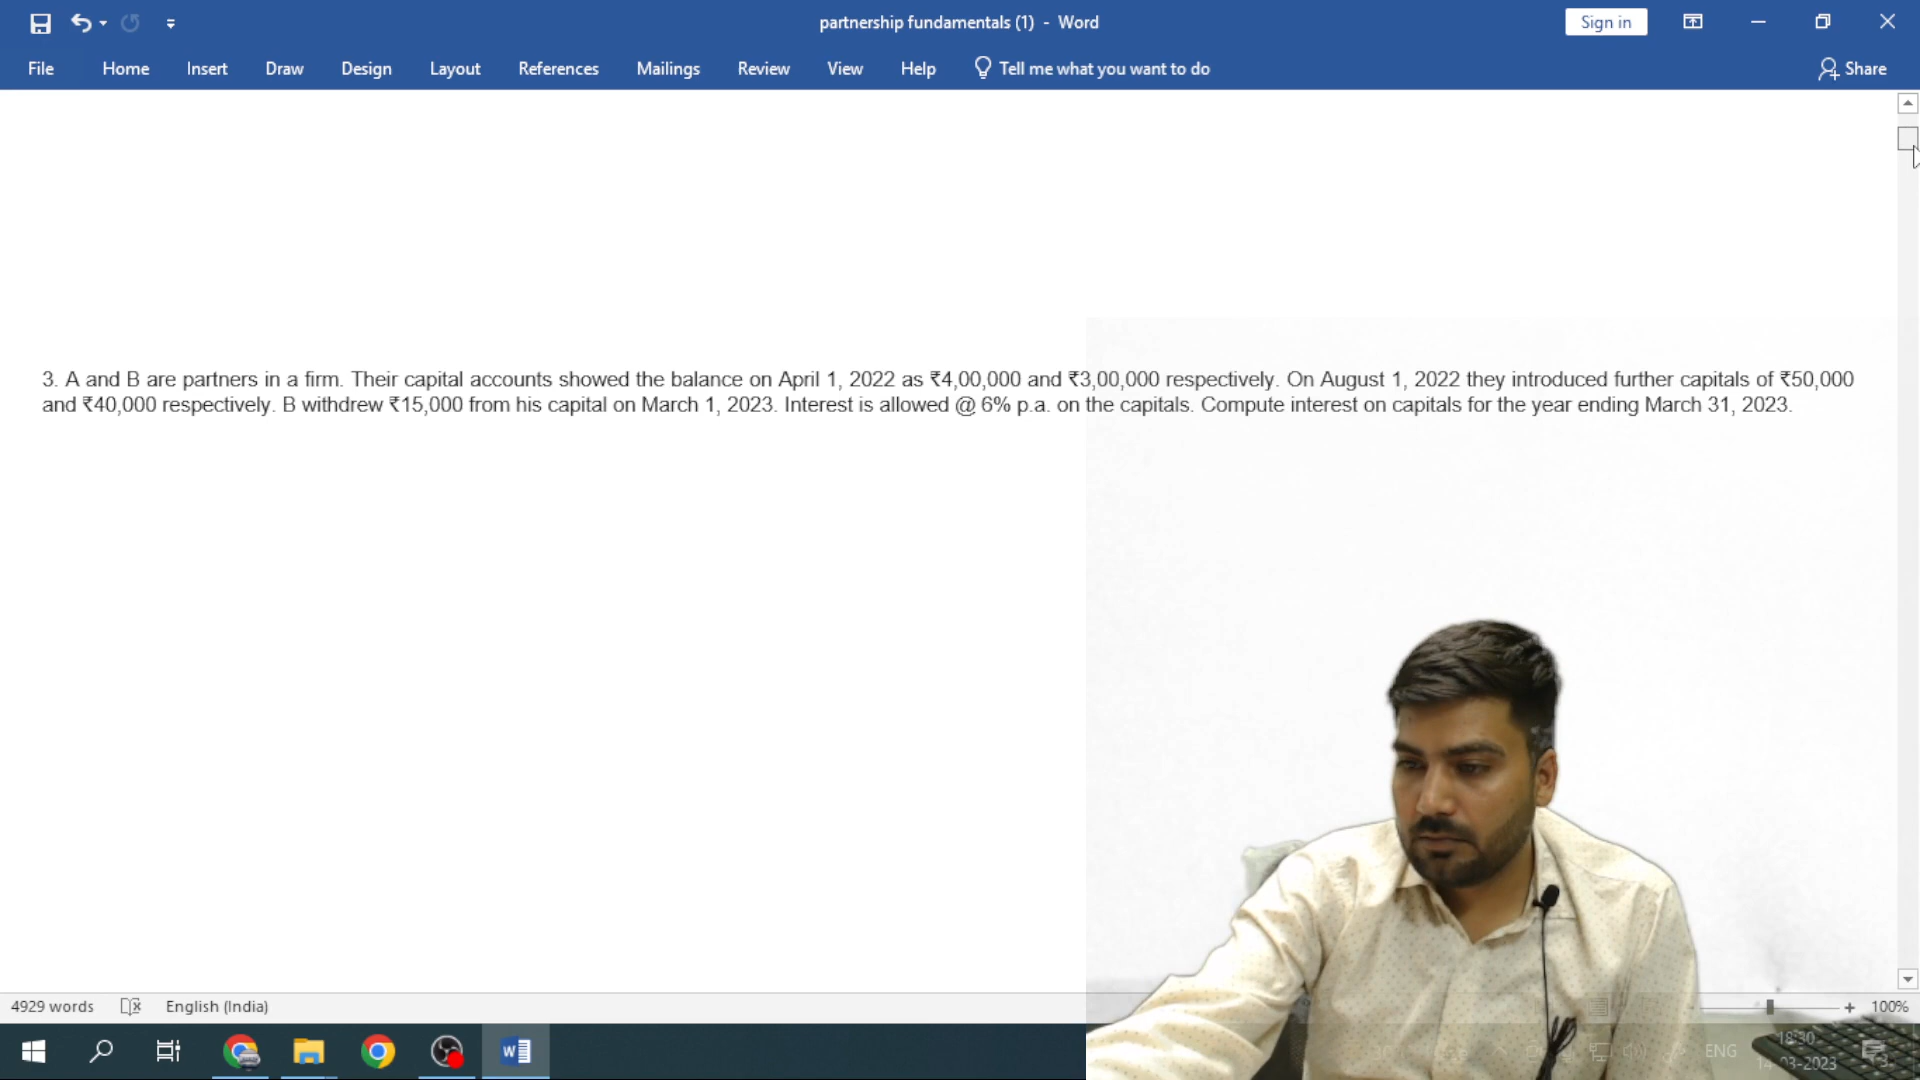 partnership fundamentals (1) - Word
Sign in
File Home Insert Draw Design Layout References Mailings Review View Help Tell me what you want to do Share
3. A and B are partners in a firm. Their capital accounts showed the balance on April 1, 2022 as ₹4,00,000 and ₹3,00,000 respectively. On August 1, 2022 they introduced further capitals of ₹50,000
and ₹40,000 respectively. B withdrew ₹15,000 from his capital on March 1, 2023. Interest is allowed @ 6% p.a. on the capitals. Compute interest on capitals for the year ending March 31, 2023.
4929 words English (India) 100%
ENG 18:30
14-03-2023